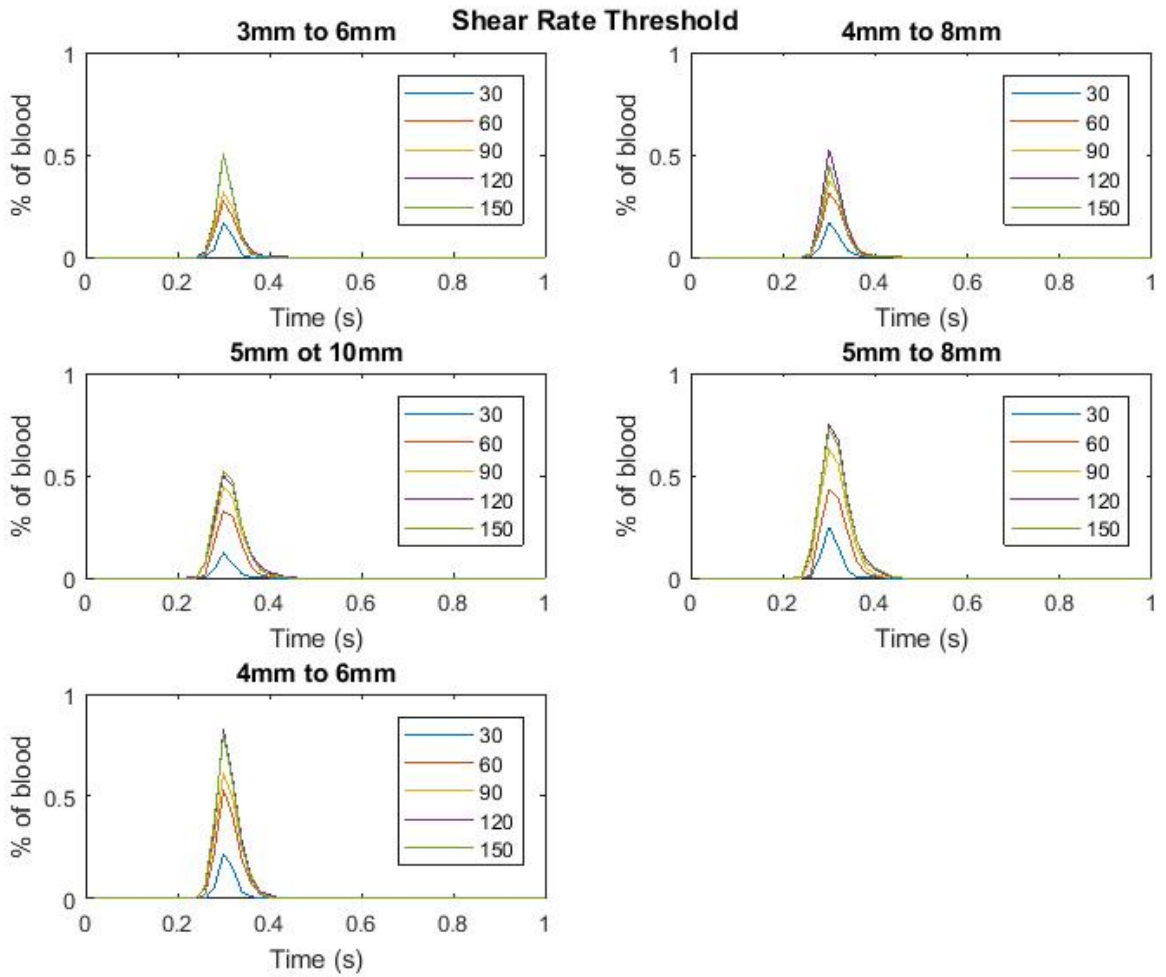 Shear Rate Threshold
3mm to 6mm
1
0.5
0
% of blood
30
60
90
120
150
0 0.2 0.4 0.6 0.8 1
Time (s)
4mm to 8mm
1
0.5
0
% of blood
30
60
90
120
150
0 0.2 0.4 0.6 0.8 1
Time (s)
5mm ot 10mm
1
0.5
0
% of blood
30
60
90
120
150
0 0.2 0.4 0.6 0.8 1
Time (s)
5mm to 8mm
1
0.5
0
% of blood
30
60
90
120
150
0 0.2 0.4 0.6 0.8 1
Time (s)
4mm to 6mm
1
0.5
0
% of blood
30
60
90
120
150
0 0.2 0.4 0.6 0.8 1
Time (s)